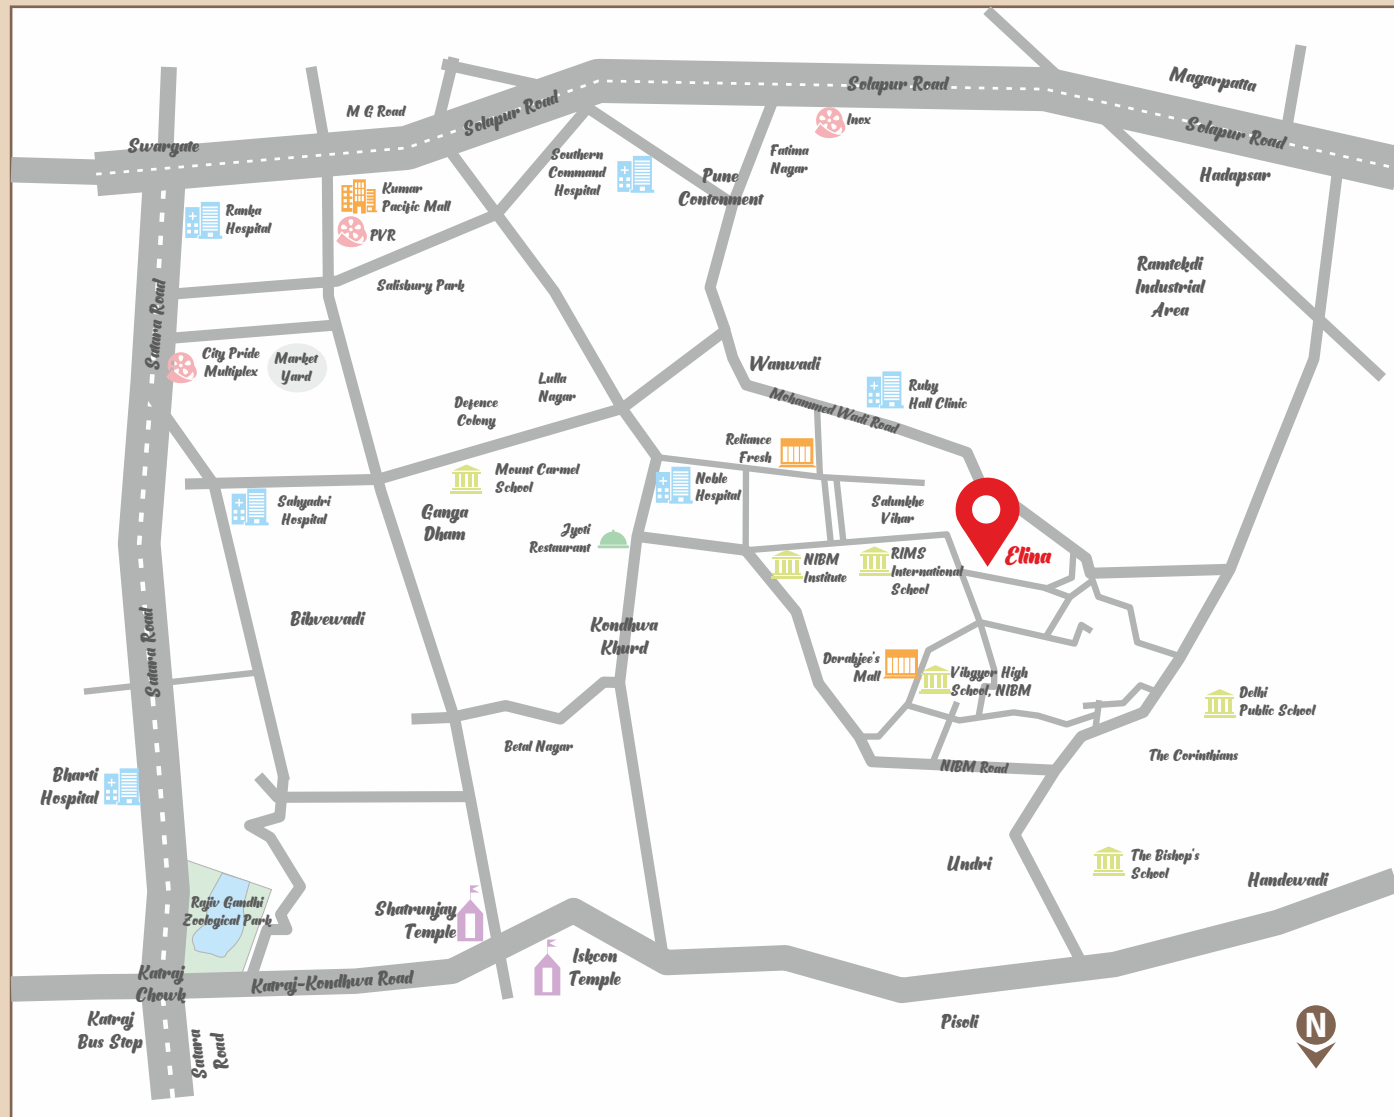 Magarpatta
M G Road
Solapur Road
Solapur Road
Solapur Road
Inox
Swargate
Southern
Command
Hospital
Fatima
Nagar
Pune
Contonment
Hadapsar
Kumar
Pacific Mall
Ranka
Hospital
PVR
Salisbury Park
Ramtekdi
Industrial
Area
Satara Road
City Pride
Multiplex
Market
Yard
Wanwadi
Lulla
Nagar
Defence
Colony
Mohammed Wadi Road
Ruby
Hall Clinic
Reliance
Fresh
Mount Carmel
School
Noble
Hospital
Sahyadri
Hospital
Ganga
Dham
Salunkhe
Vihar
Jyoti
Restaurant
NIBM
Institute
RIMS
International
School
Elina
Bibvewadi
Kondhwa
Khurd
Satara Road
Dorabjee's
Mall
Vibgyor High
School, NIBM
Delhi
Public School
Betal Nagar
The Corinthians
NIBM Road
Bharti
Hospital
Undri
The Bishop's
School
Handewadi
Rajiv Gandhi
Zoological Park
Shatrunjay
Temple
Iskcon
Temple
Katraj
Chowk
Katraj-Kondhwa Road
Katraj
Bus Stop
Satara
Road
Pisoli
N